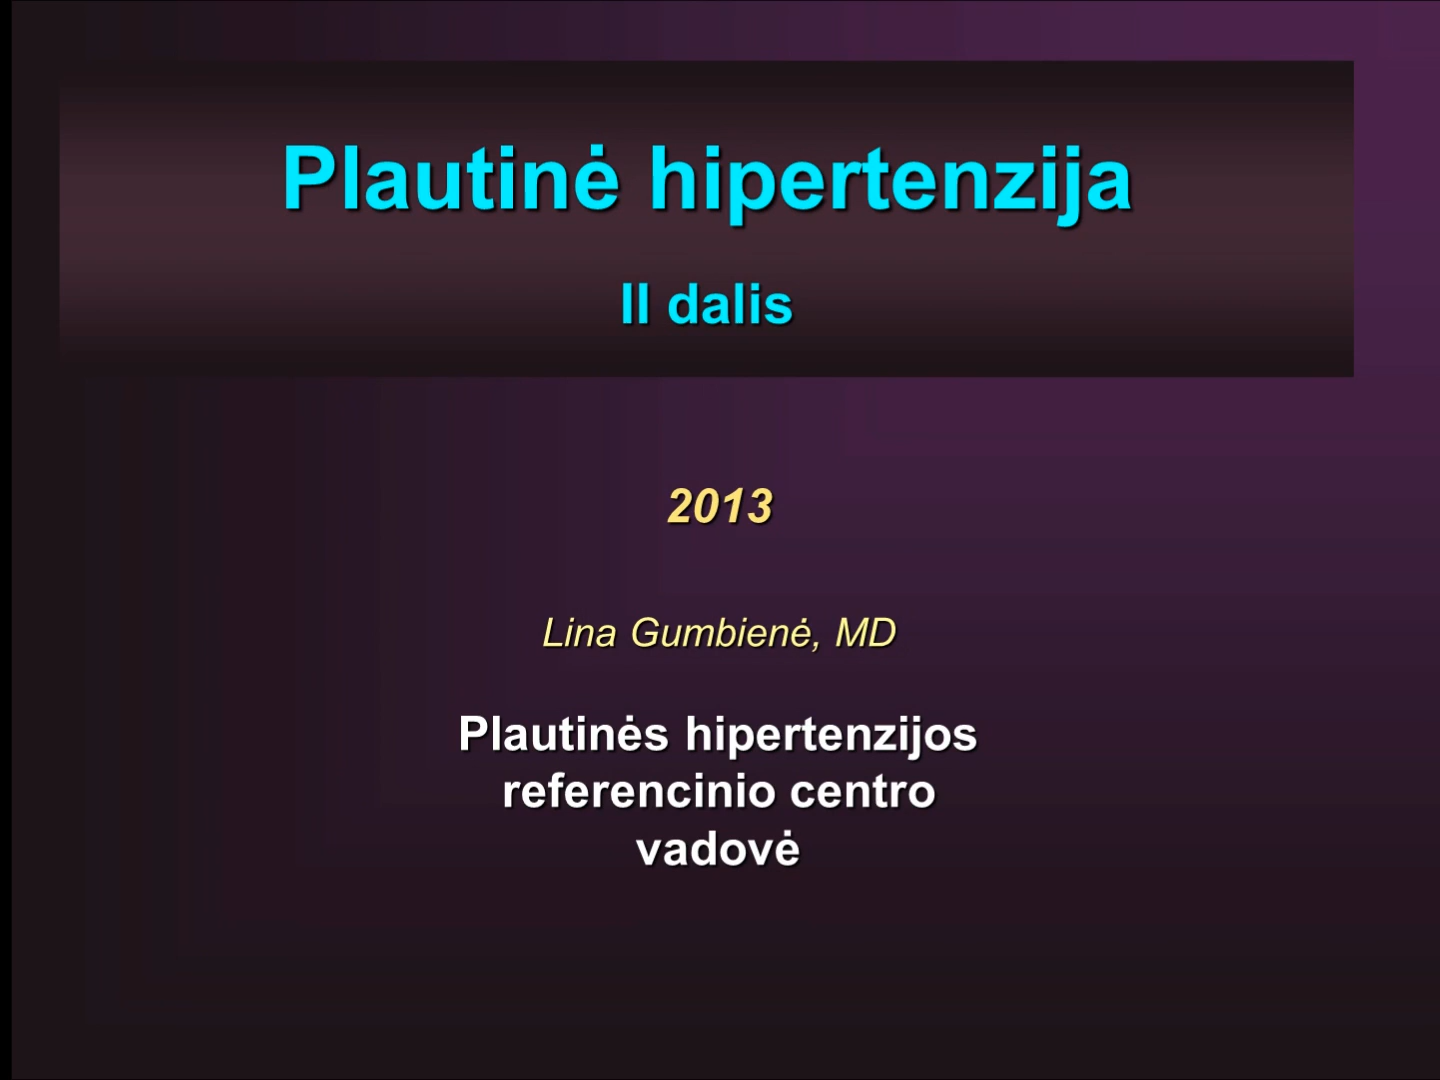 Plautinė hipertenzija
II dalis
2013
Lina Gumbienė, MD
Plautinės hipertenzijos
referencinio centro
vadovė